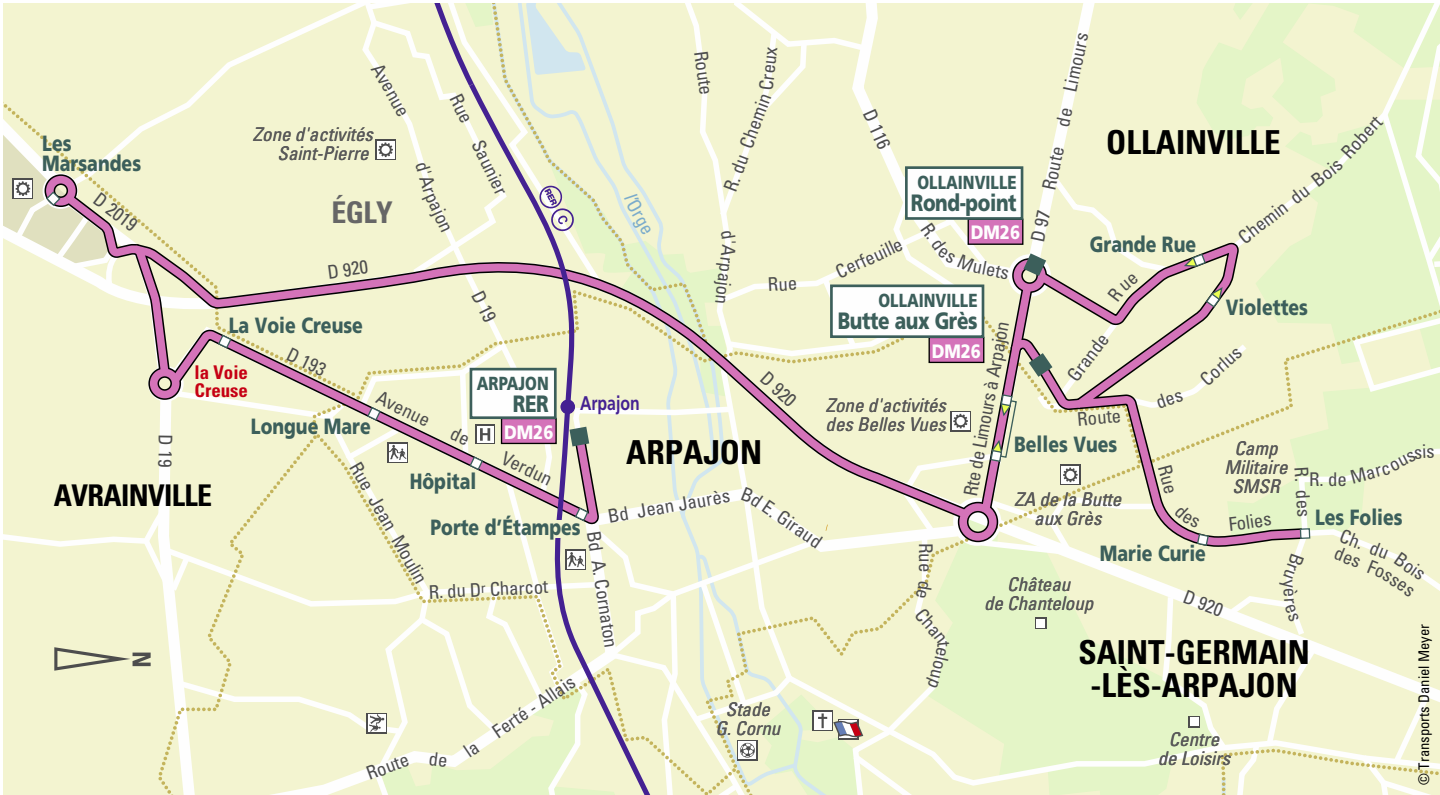 Les
Marsandes
D 2019
Zone d'activités
Saint-Pierre
ÉGLY
Avenue
d'Arpajon
Rue
Saunier
RER
C
l'Orge
Route
d'Arpajon
R. du Chemin Creux
D 116
Route de Limours
D 97
OLLAINVILLE
Chemin du Bois Robert
OLLAINVILLE
Rond-point
DM26
R. des Mulets
Rue Cerfeuille
Grande Rue
Rue
Grande
Violettes
OLLAINVILLE
Butte aux Grès
DM26
D 920
D 19
La Voie Creuse
la Voie
Creuse
D 193
Longue Mare
Avenue de Verdun
Hôpital
Porte d'Étampes
ARPAJON
RER
H
DM26
Arpajon
ARPAJON
D 920
Zone d'activités
des Belles Vues
Rte de Limours à Arpajon
Belles Vues
Route des Corlus
ZA de la Butte
aux Grès
Camp
Militaire
SMSR
R. de Marcoussis
R. des
Bruyères
Rue des Folies
Les Folies
Marie Curie
Ch. du Bois
des Fosses
D 19
AVRAINVILLE
Rue Jean Moulin
R. du Dr Charcot
Bd Jean Jaurès
Bd E. Giraud
Bd A. Cornaton
Rue de Chanteloup
Château
de Chanteloup
D 920
SAINT-GERMAIN
-LÈS-ARPAJON
N
Route de la Ferté-Allais
Stade
G. Cornu
Centre
de Loisirs
© Transports Daniel Meyer